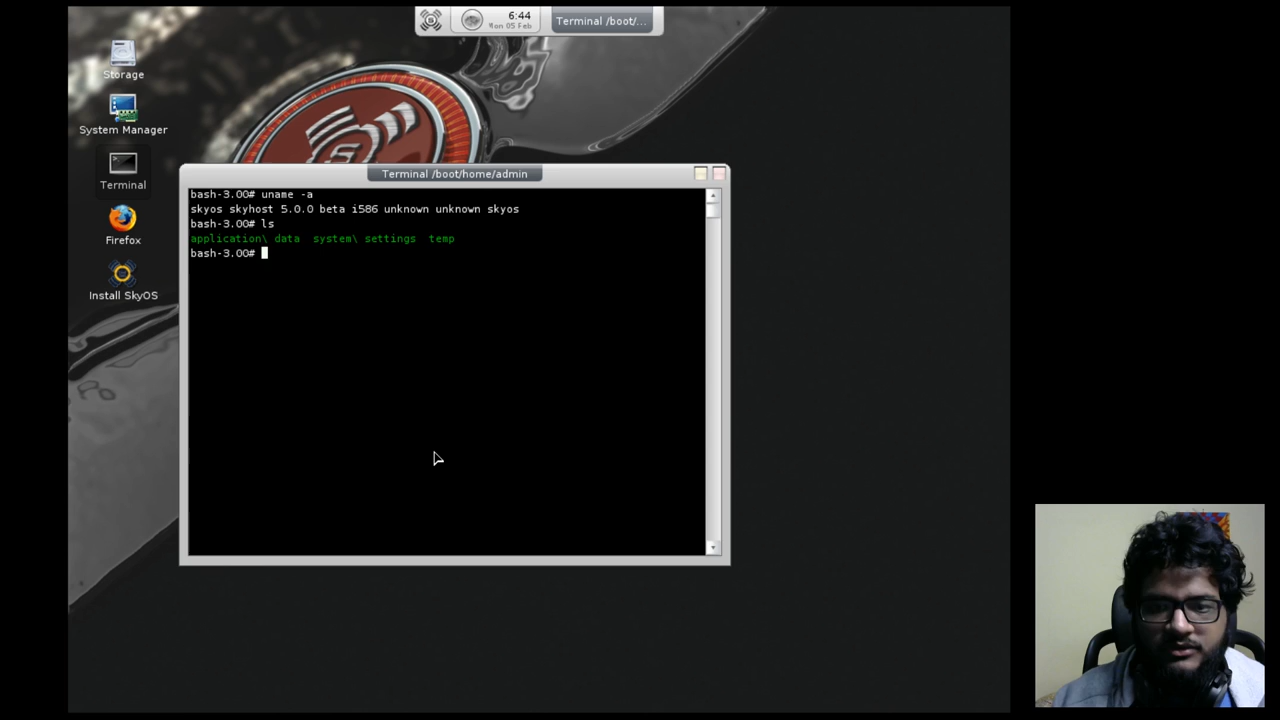 6:44
Mon 05 Feb
Terminal /boot/...
Storage
System Manager
Terminal
Firefox
Install SkyOS
Terminal /boot/home/admin
bash-3.00# uname -a
skyos skyhost 5.0.0 beta i586 unknown unknown skyos
bash-3.00# ls
application\ data  system\ settings  temp
bash-3.00#